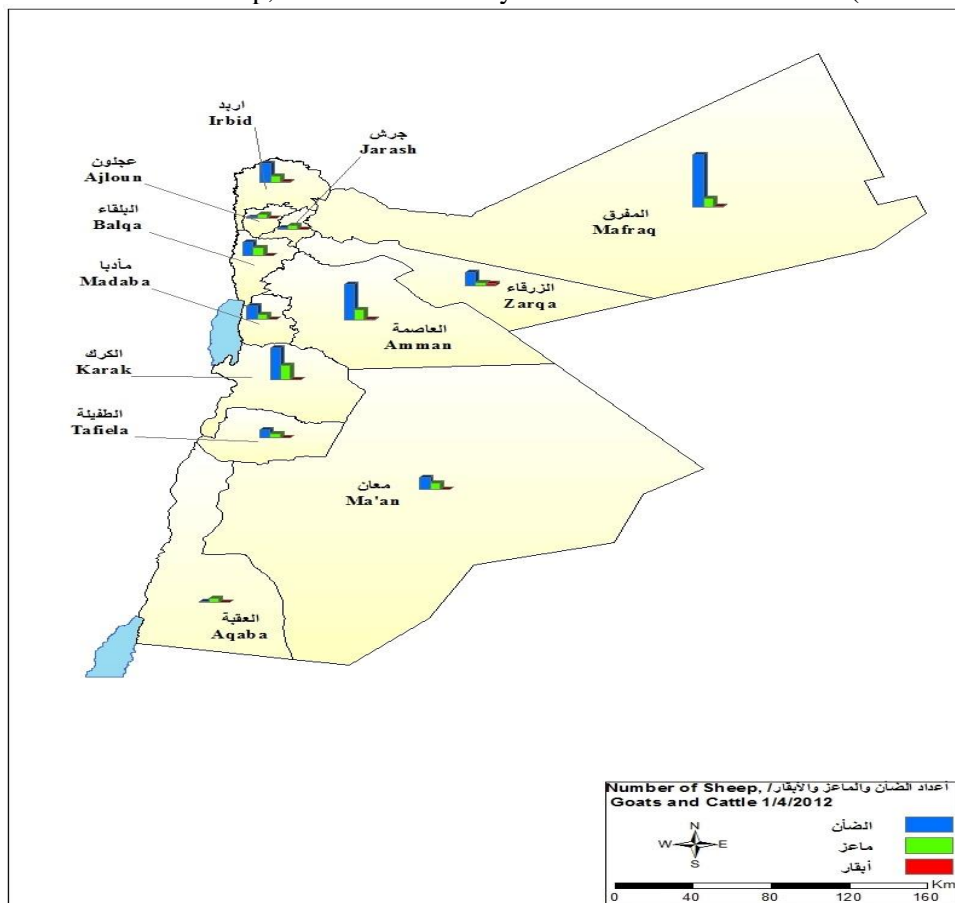 اربد
Irbid
جرش
Jarash
عجلون
Ajloun
البلقاء
Balqa
المفرق
Mafraq
مأدبا
Madaba
الزرقاء
Zarqa
العاصمة
Amman
الكرك
Karak
الطفيلة
Tafiela
معان
Ma'an
العقبة
Aqaba
Number of Sheep, /أعداد الضأن والماعز والأبقار
Goats and Cattle 1/4/2012
الضأن
ماعز
أبقار
N
W E
S
Km
0 40 80 120 160